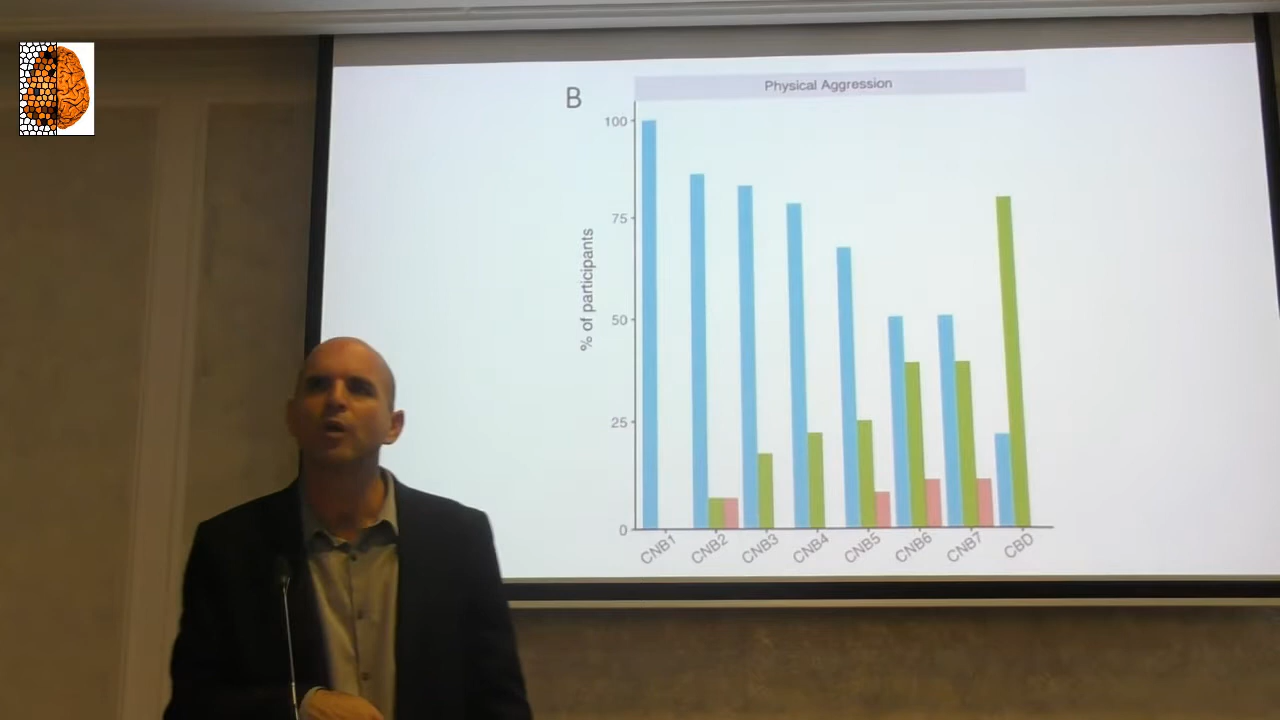 Physical Aggression
B
100
75
50
25
0
% of participants
CNB1 CNB2 CNB3 CNB4 CNB5 CNB6 CNB7 CBD